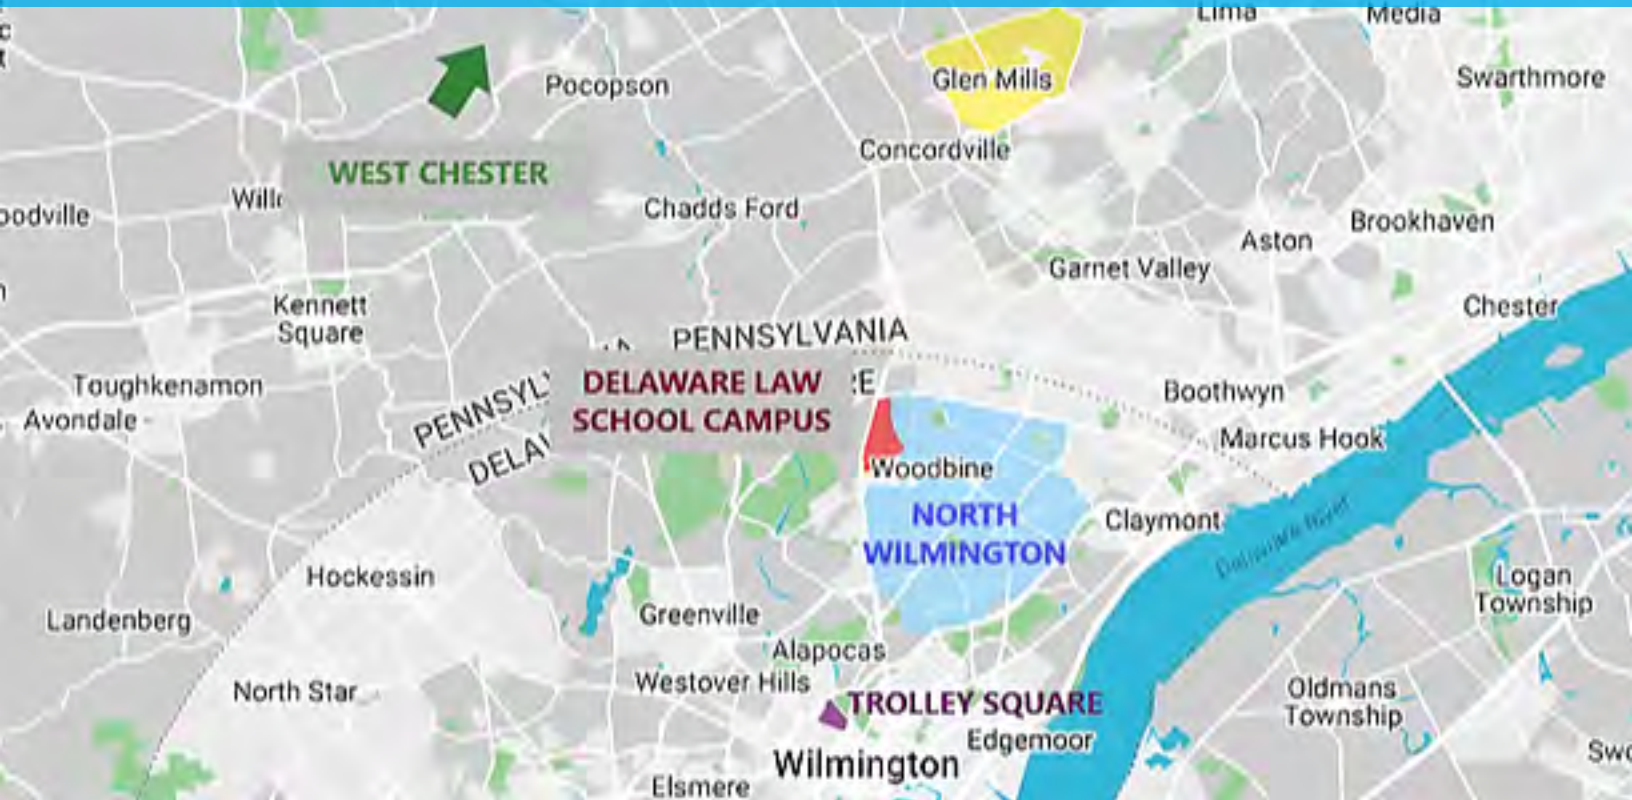 Lima
Media
Glen Mills
Swarthmore
Pocopson
Concordville
WEST CHESTER
Chadds Ford
Brookhaven
Aston
Garnet Valley
Kennett
Square
Chester
PENNSYLVANIA
DELAWARE LAW
SCHOOL CAMPUS
Toughkenamon
Avondale
Boothwyn
Marcus Hook
Woodbine
NORTH
WILMINGTON
Claymont
Delaware River
Hockessin
Logan
Township
Landenberg
Greenville
Alapocas
Westover Hills
North Star
TROLLEY SQUARE
Oldmans
Township
Edgemoor
Wilmington
Elsmere